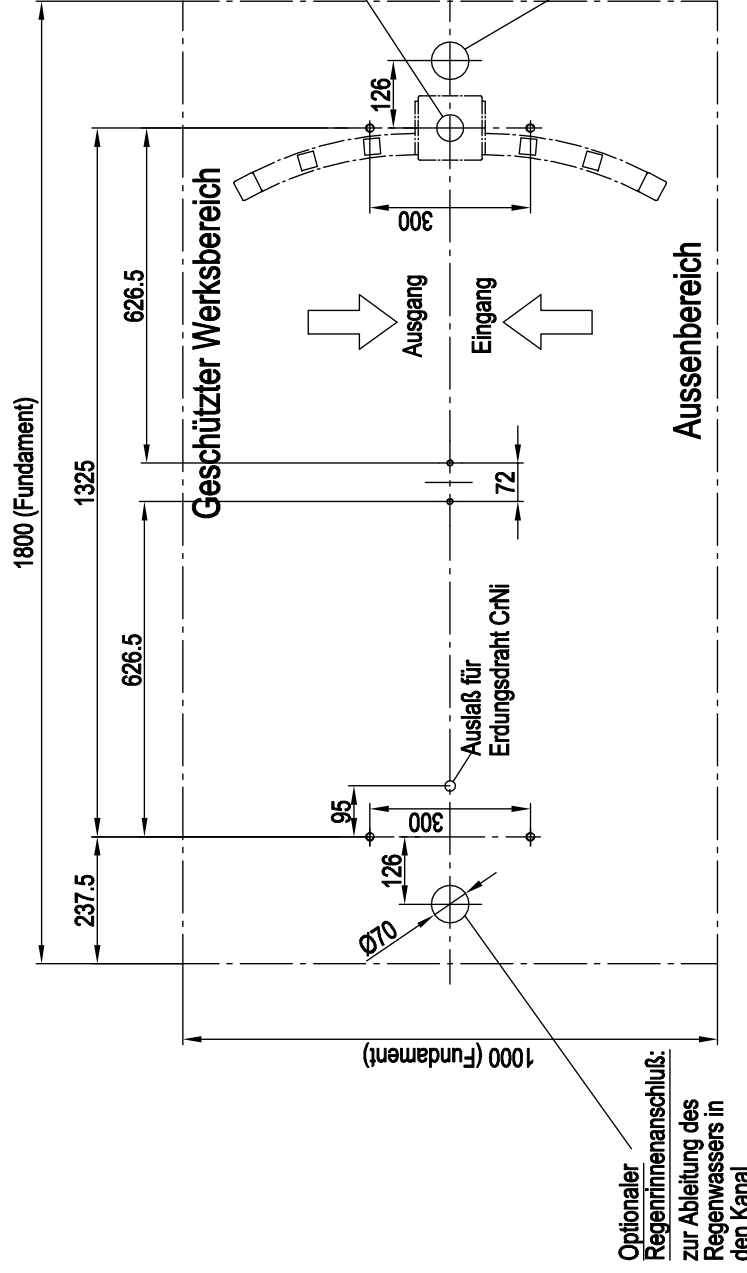 1800 (Fundament)
1325
237.5
626.5
626.5
Geschützter Werksbereich
126
300
Ausgang
Eingang
72
Aussenbereich
95
300
126
Ø70
Auslaß für
Erdungsdraht CrNi
1000 (Fundament)
Optionaler
Regenrinnenanschluß:
zur Ableitung des
Regenwassers in
den Kanal